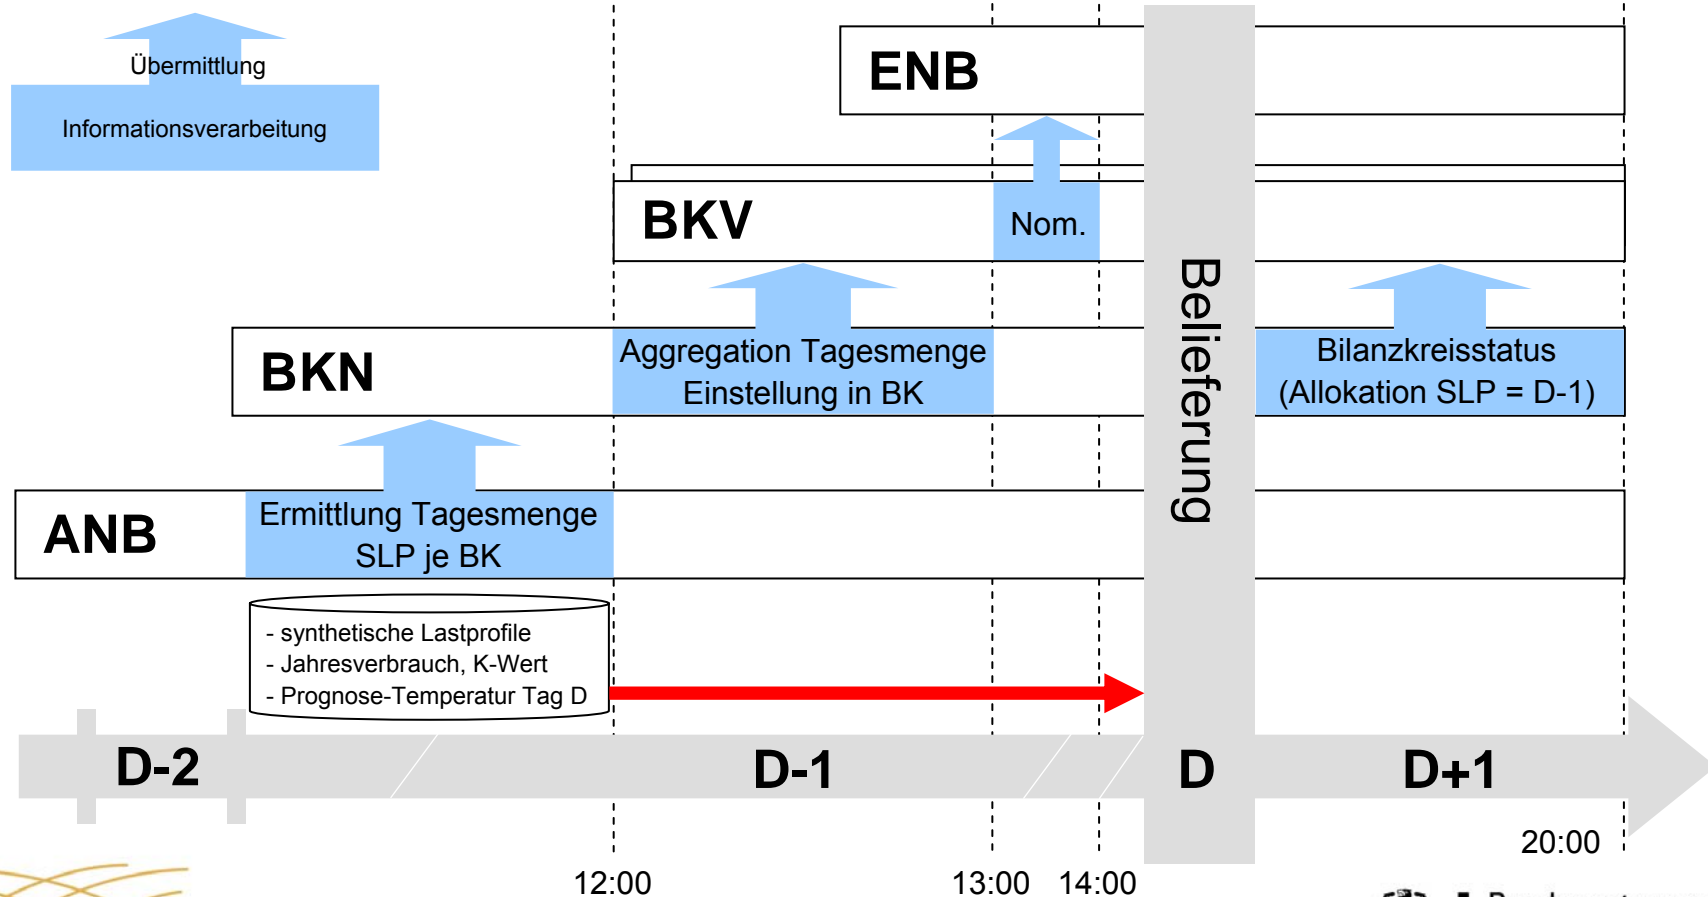 Übermittlung
Informationsverarbeitung
ENB
BKV
Nom.
BKN
Aggregation Tagesmenge
Einstellung in BK
Bilanzkreisstatus
(Allokation SLP = D-1)
Belieferung
ANB
Ermittlung Tagesmenge
SLP je BK
- synthetische Lastprofile
- Jahresverbrauch, K-Wert
- Prognose-Temperatur Tag D
D-2
D-1
D
D+1
20:00
12:00
13:00
14:00